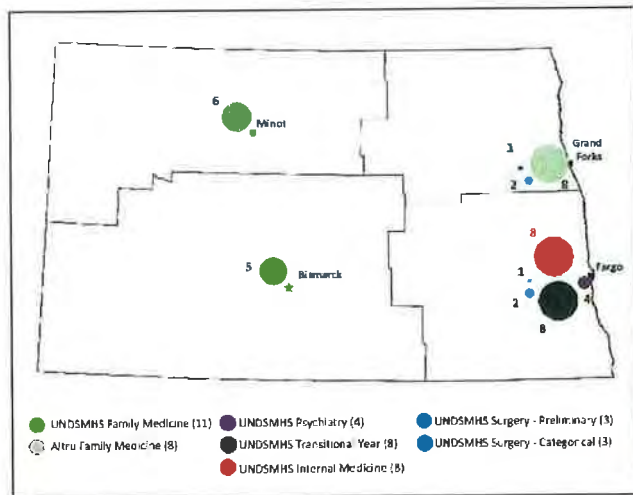 6
Minot
1
Grand
Forks
2
8
8
5
Bismarck
Fargo
1
4
2
8
UNDSMHS Family Medicine (11)
UNDSMHS Psychiatry (4)
UNDSMHS Surgery - Preliminary (3)
Altru Family Medicine (8)
UNDSMHS Transitional Year (8)
UNDSMHS Surgery - Categorical (3)
UNDSMHS Internal Medicine (8)